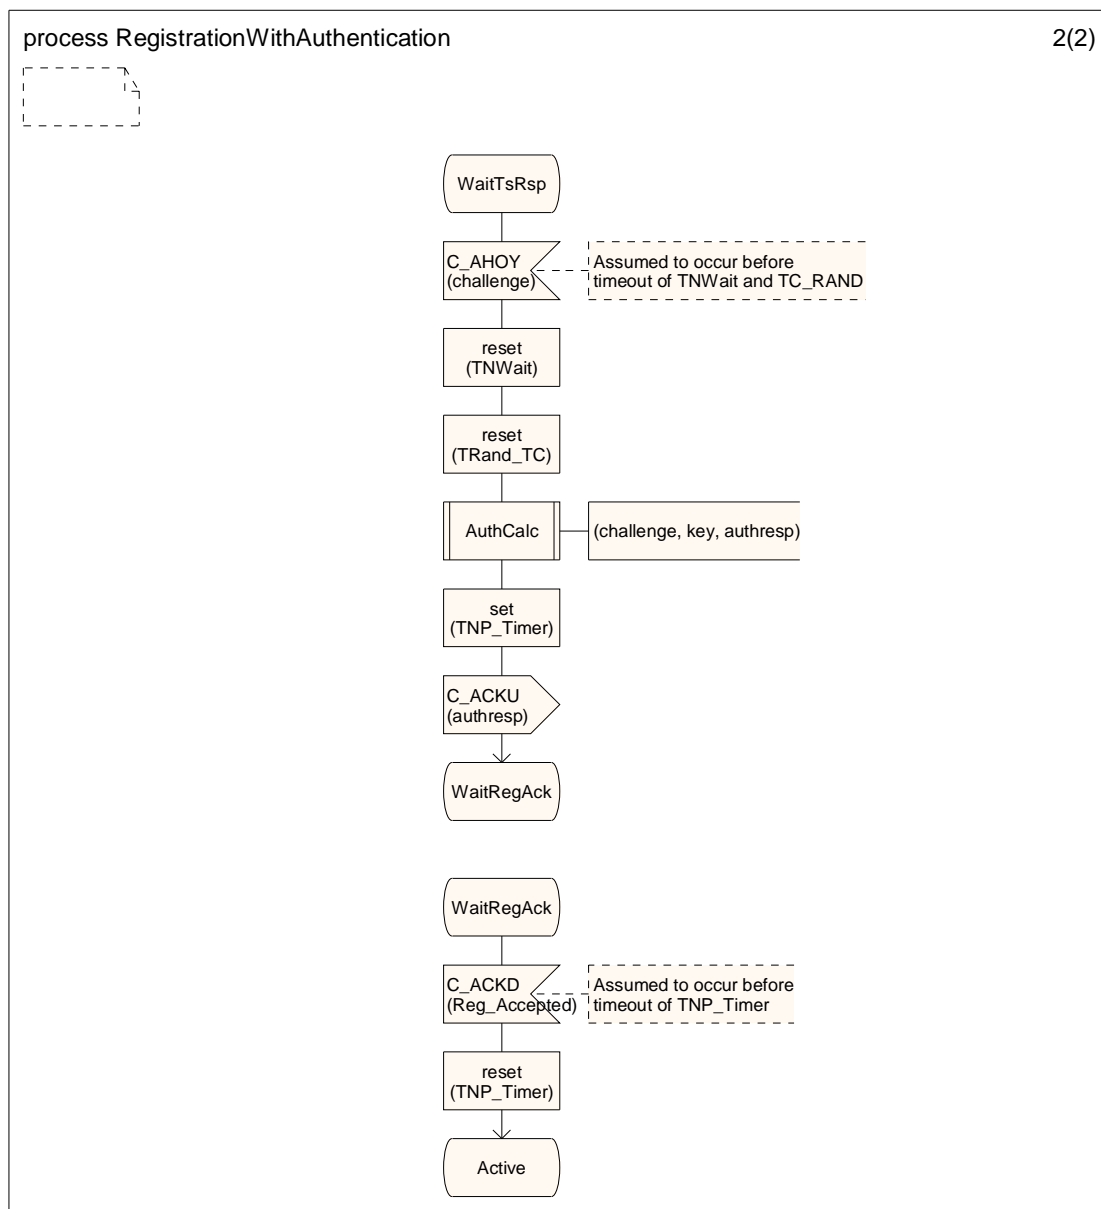 process RegistrationWithAuthentication
2(2)
WaitTsRsp
C_AHOY
(challenge)
Assumed to occur before
timeout of TNWait and TC_RAND
reset
(TNWait)
reset
(TRand_TC)
AuthCalc
(challenge, key, authresp)
set
(TNP_Timer)
C_ACKU
(authresp)
WaitRegAck
WaitRegAck
C_ACKD
(Reg_Accepted)
Assumed to occur before
timeout of TNP_Timer
reset
(TNP_Timer)
Active